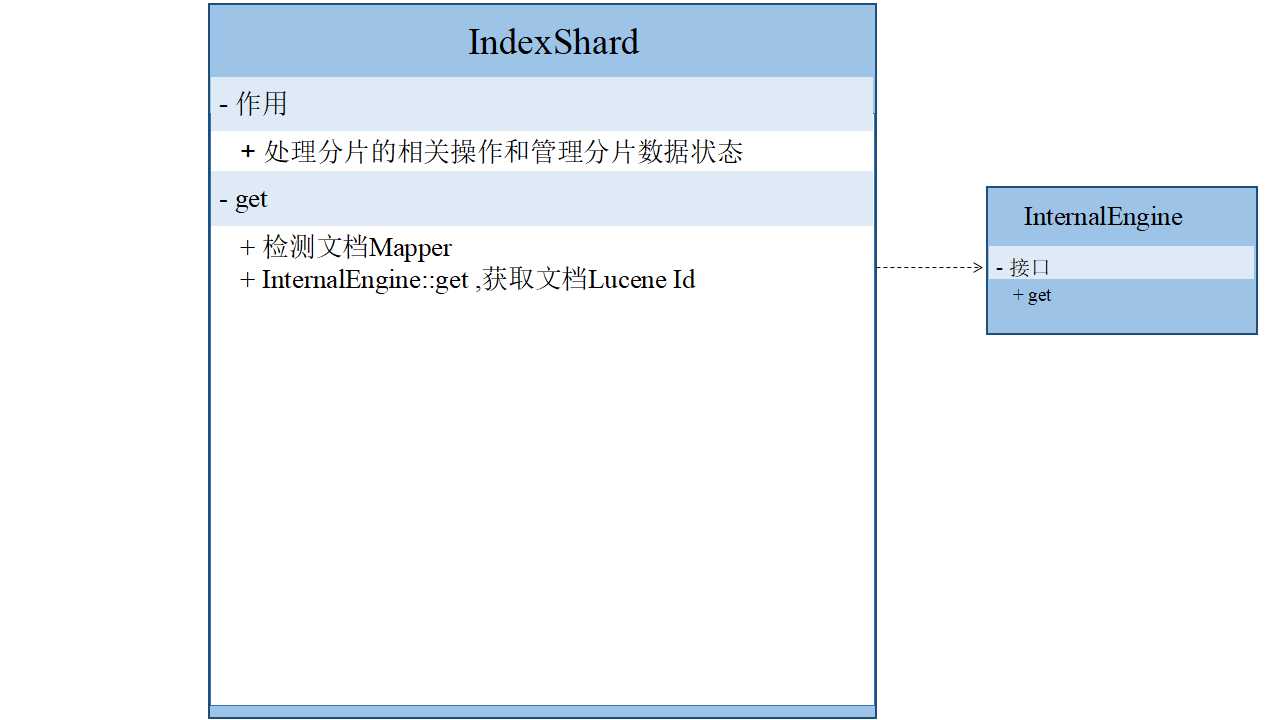 IndexShard
- 作用
+ 处理分片的相关操作和管理分片数据状态
- get
+ 检测文档Mapper
+ InternalEngine::get ,获取文档Lucene Id
InternalEngine
- 接口
+ get